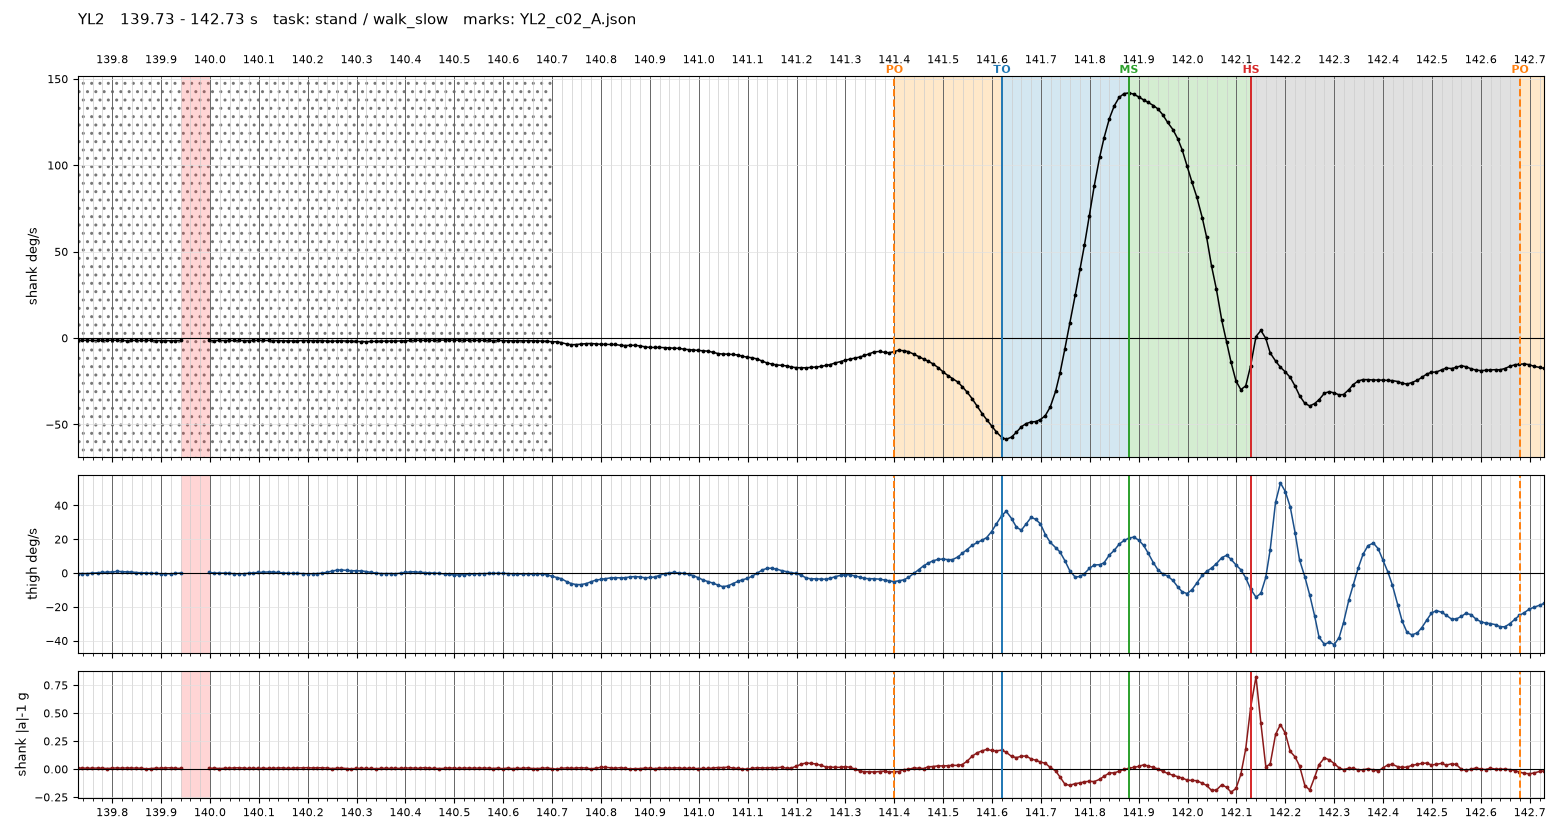 YL2 139.73 - 142.73 s task: stand / walk_slow marks: YL2_c02_A.json
139.8 139.9 140.0 140.1 140.2 140.3 140.4 140.5 140.6 140.7 140.8 140.9 141.0 141.1 141.2 141.3 141.4 141.5 141.6 141.7 141.8 141.9 142.0 142.1 142.2 142.3 142.4 142.5 142.6 142.7
PO TO MS HS PO
150
100
50
0
−50
shank deg/s
40
20
0
−20
−40
thigh deg/s
0.75
0.50
0.25
0.00
−0.25
shank |a|-1 g
139.8 139.9 140.0 140.1 140.2 140.3 140.4 140.5 140.6 140.7 140.8 140.9 141.0 141.1 141.2 141.3 141.4 141.5 141.6 141.7 141.8 141.9 142.0 142.1 142.2 142.3 142.4 142.5 142.6 142.7